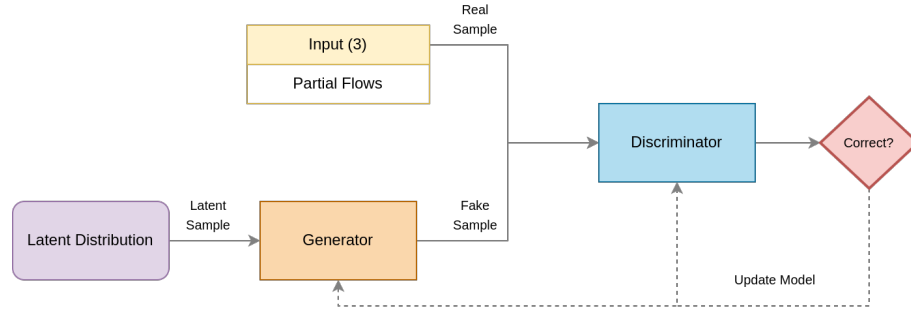 Real
Sample
Input (3)
Partial Flows
Discriminator
Correct?
Latent
Sample
Fake
Sample
Latent Distribution
Generator
Update Model